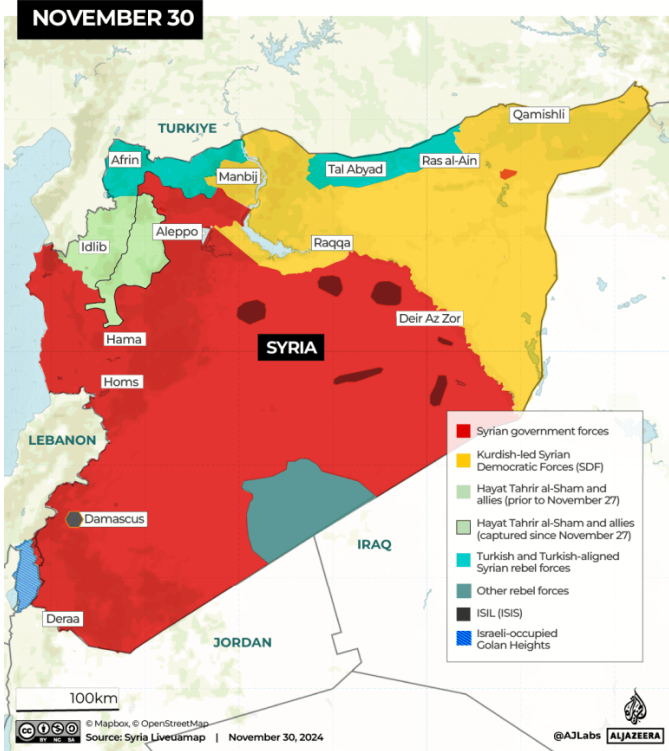 NOVEMBER 30
TURKIYE
Qamishli
Afrin
Manbij
Tal Abyad
Ras al-Ain
Aleppo
Idlib
Raqqa
Deir Az Zor
Hama
SYRIA
Homs
LEBANON
Damascus
IRAQ
Deraa
JORDAN
Syrian government forces
Kurdish-led Syrian
Democratic Forces (SDF)
Hayat Tahrir al-Sham and
allies (prior to November 27)
Hayat Tahrir al-Sham and allies
(captured since November 27)
Turkish and Turkish-aligned
Syrian rebel forces
Other rebel forces
ISIL (ISIS)
Israeli-occupied
Golan Heights
100km
© Mapbox, © OpenStreetMap
CC BY NC SA
Source: Syria Liveuamap | November 30, 2024
@AJLabs
ALJAZEERA